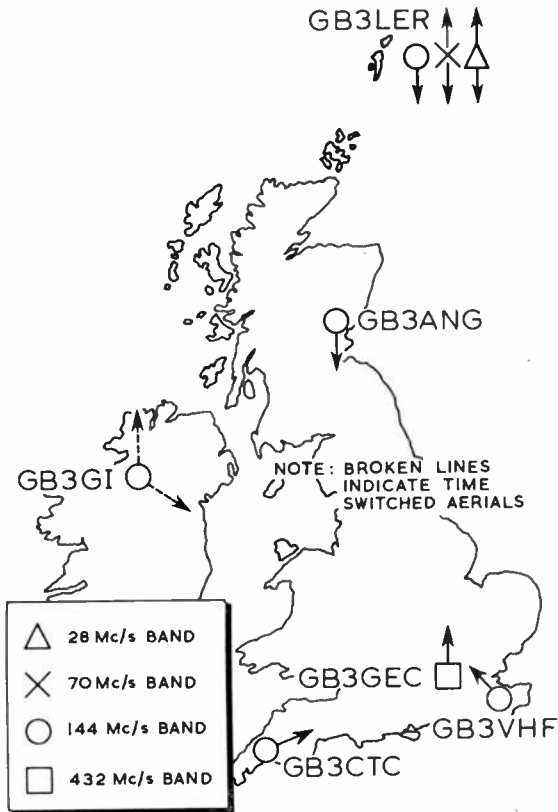 GB3LER
GB3ANG
GB3GI
NOTE: BROKEN LINES
INDICATE TIME
SWITCHED AERIALS
28 Mc/s BAND
70 Mc/s BAND
144 Mc/s BAND
432 Mc/s BAND
GB3GEC
GB3VHF
GB3CTC